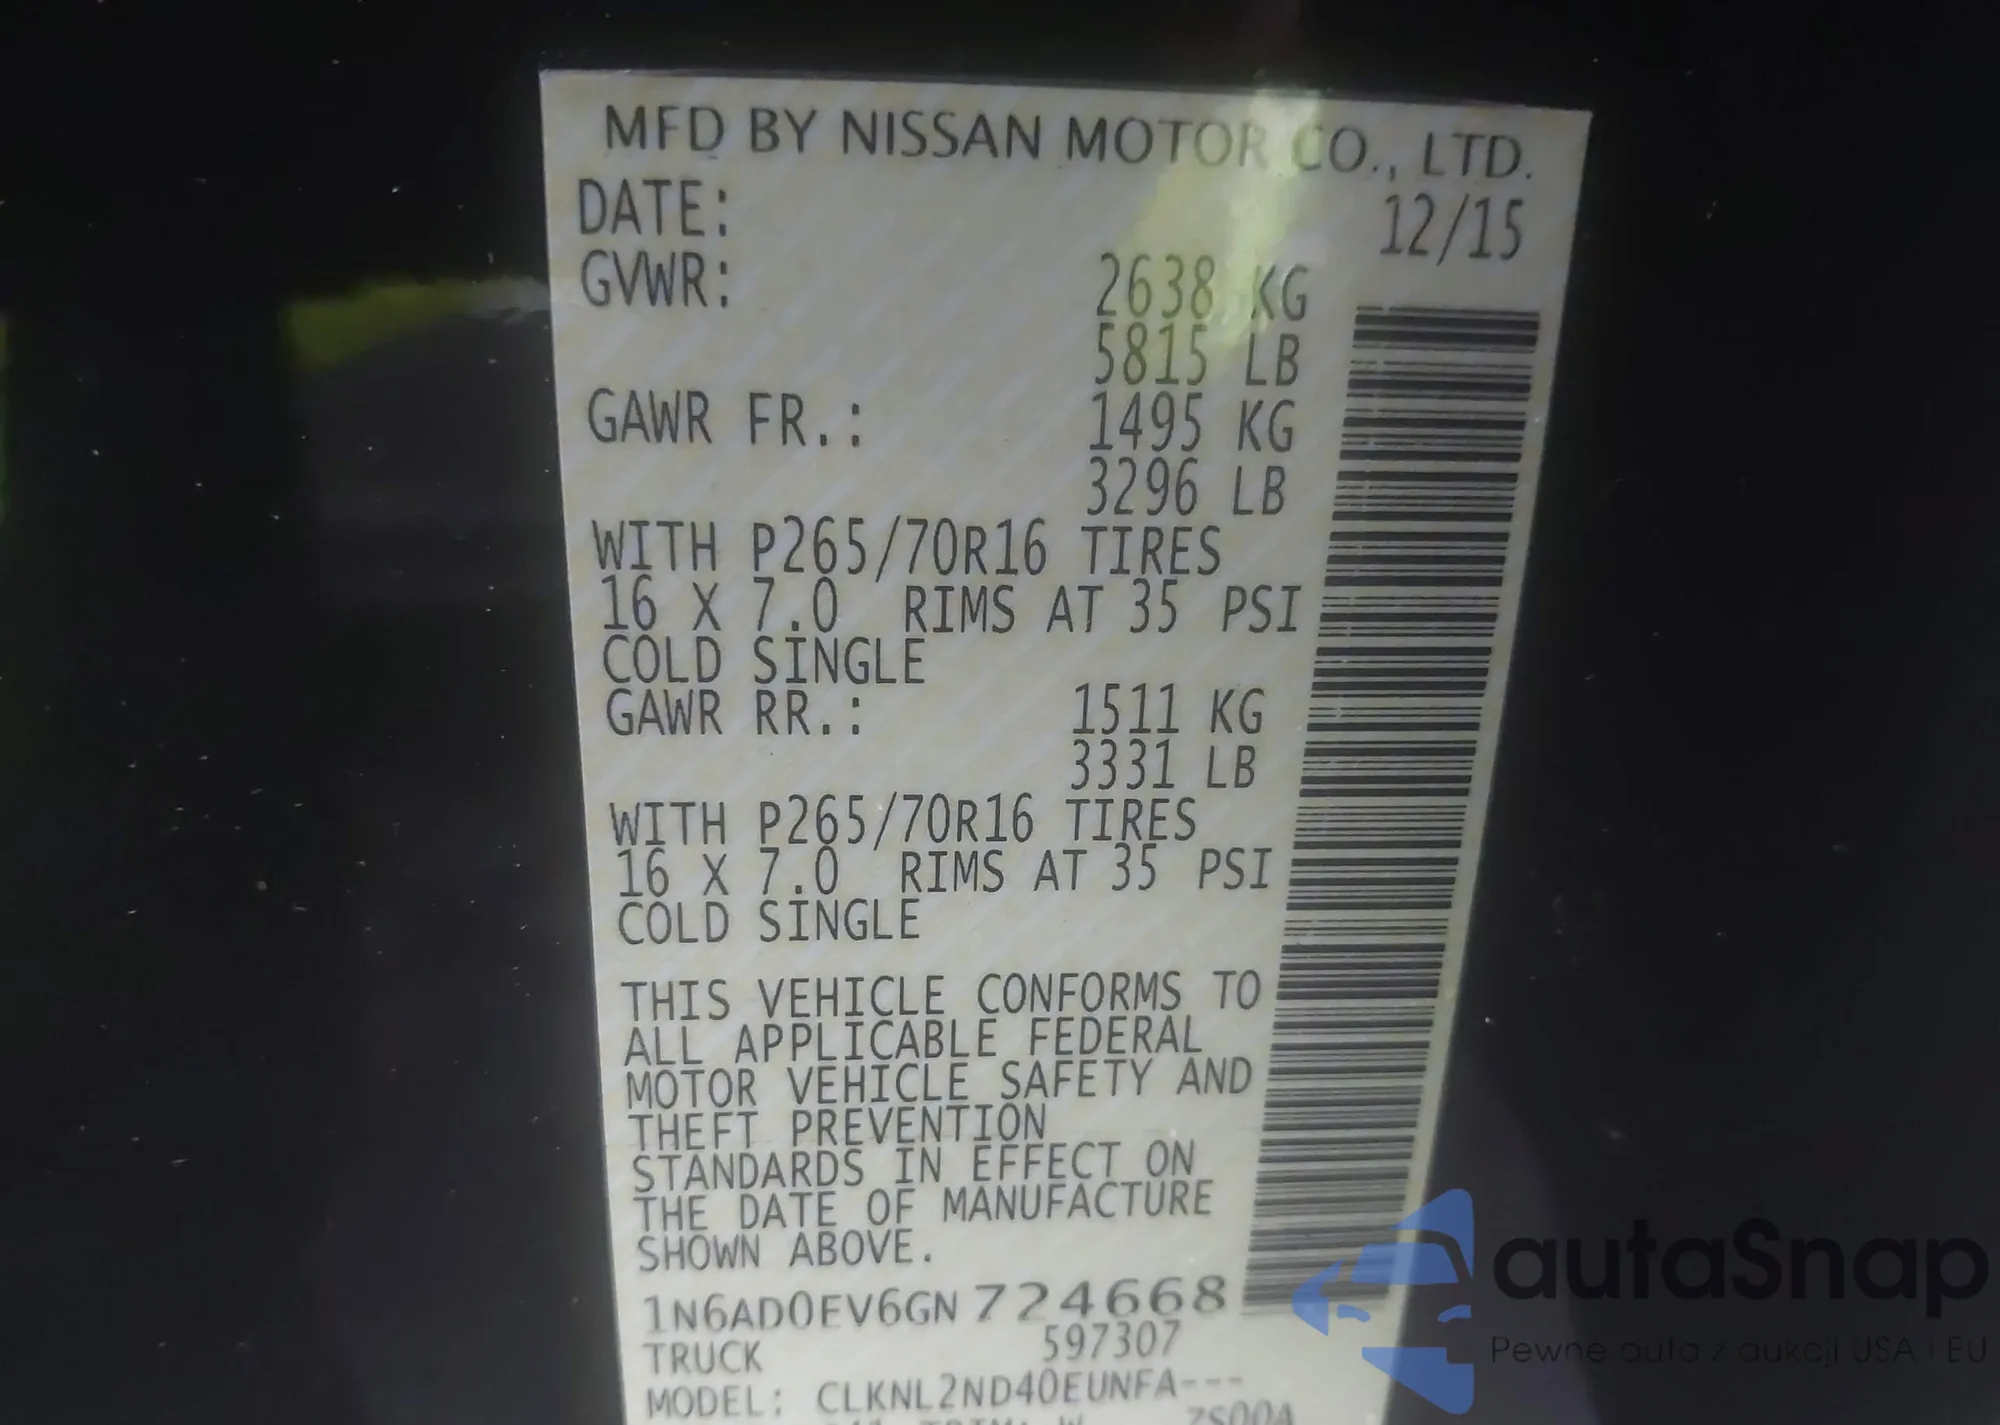 MFD BY NISSAN MOTOR CO., LTD.
DATE: 12/15
GVWR: 2638 KG
5815 LB
GAWR FR.: 1495 KG
3296 LB
WITH P265/70R16 TIRES
16 X 7.0 RIMS AT 35 PSI
COLD SINGLE
GAWR RR.: 1511 KG
3331 LB
WITH P265/70R16 TIRES
16 X 7.0 RIMS AT 35 PSI
COLD SINGLE
THIS VEHICLE CONFORMS TO
ALL APPLICABLE FEDERAL
MOTOR VEHICLE SAFETY AND
THEFT PREVENTION
STANDARDS IN EFFECT ON
THE DATE OF MANUFACTURE
SHOWN ABOVE.
1N6AD0EV6GN724668
TRUCK 597307
MODEL: CLKNL2ND40EUNFA---
TRIM: W
autaSnap
Pewne auta z aukcji USA i EU